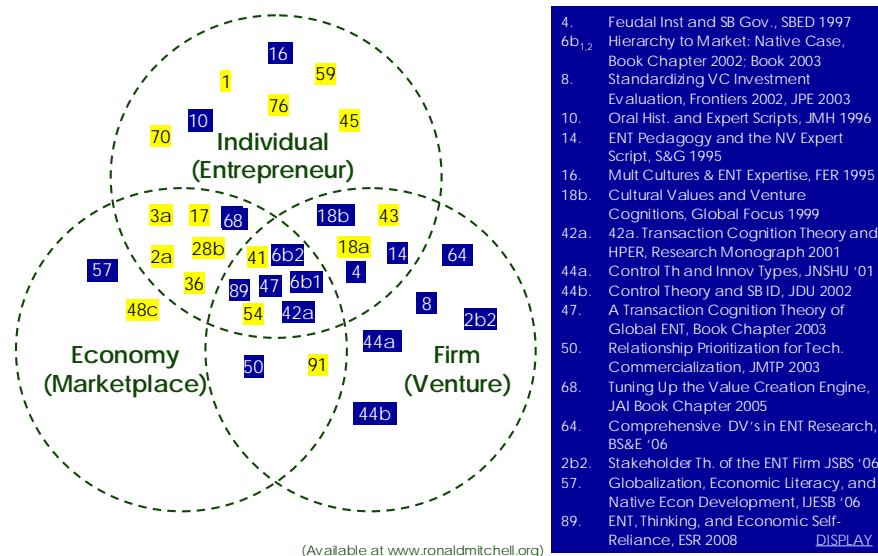 16
1
59
76
10
45
70
Individual
(Entrepreneur)
3a
17
68
18b
43
2a
28b
41
6b2
18a
14
64
57
4
36
89
47
6b1
48c
54
42a
8
2b2
44a
Economy
(Marketplace)
Firm
(Venture)
50
91
44b
(Available at www.ronaldmitchell.org)
4. Feudal Inst and SB Gov., SBED 1997
6b1,2 Hierarchy to Market: Native Case,
Book Chapter 2002; Book 2003
8. Standardizing VC Investment
Evaluation, Frontiers 2002, JPE 2003
10. Oral Hist. and Expert Scripts, JMH 1996
14. ENT Pedagogy and the NV Expert
Script, S&G 1995
16. Mult Cultures & ENT Expertise, FER 1995
18b. Cultural Values and Venture
Cognitions, Global Focus 1999
42a. 42a. Transaction Cognition Theory and
HPER, Research Monograph 2001
44a. Control Th and Innov Types, JNSHU ‘01
44b. Control Theory and SB ID, JDU 2002
47. A Transaction Cognition Theory of
Global ENT, Book Chapter 2003
50. Relationship Prioritization for Tech.
Commercialization, JMTP 2003
68. Tuning Up the Value Creation Engine,
JAI Book Chapter 2005
64. Comprehensive DV’s in ENT Research,
BS&E ‘06
2b2. Stakeholder Th. of the ENT Firm JSBS ‘06
57. Globalization, Economic Literacy, and
Native Econ Development, IJESB ‘06
89. ENT, Thinking, and Economic Self-
Reliance, ESR 2008 DISPLAY